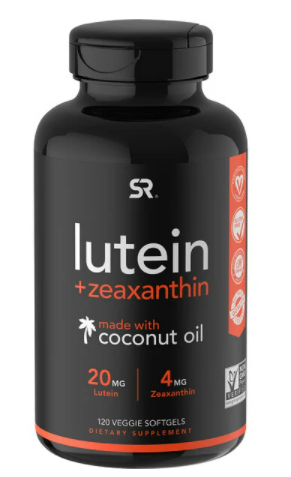 SR
lutein
+zeaxanthin
made with
coconut oil
20MG
Lutein
4MG
Zeaxanthin
120 VEGGIE SOFTGELS
DIETARY SUPPLEMENT